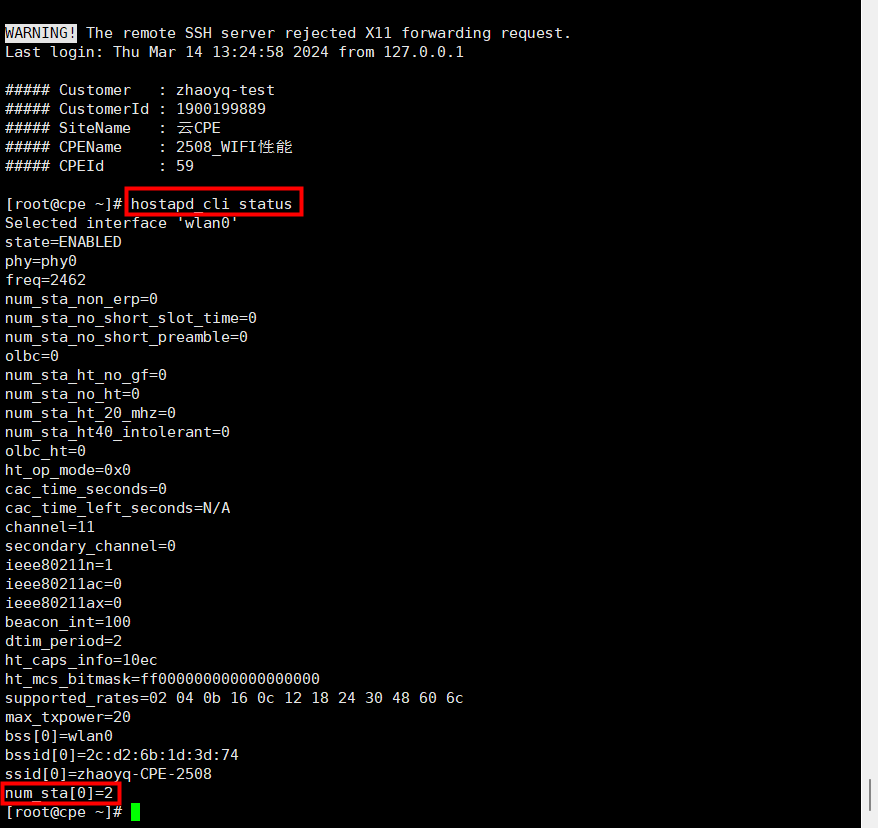 WARNING! The remote SSH server rejected X11 forwarding request.
Last login: Thu Mar 14 13:24:58 2024 from 127.0.0.1
##### Customer   : zhaoyq-test
##### CustomerId : 1900199889
##### SiteName   : 云CPE
##### CPEName    : 2508_WIFI性能
##### CPEId      : 59
[root@cpe ~]# hostapd_cli status
Selected interface 'wlan0'
state=ENABLED
phy=phy0
freq=2462
num_sta_non_erp=0
num_sta_no_short_slot_time=0
num_sta_no_short_preamble=0
olbc=0
num_sta_ht_no_gf=0
num_sta_no_ht=0
num_sta_ht_20_mhz=0
num_sta_ht40_intolerant=0
olbc_ht=0
ht_op_mode=0x0
cac_time_seconds=0
cac_time_left_seconds=N/A
channel=11
secondary_channel=0
ieee80211n=1
ieee80211ac=0
ieee80211ax=0
beacon_int=100
dtim_period=2
ht_caps_info=10ec
ht_mcs_bitmask=ff000000000000000000
supported_rates=02 04 0b 16 0c 12 18 24 30 48 60 6c
max_txpower=20
bss[0]=wlan0
bssid[0]=2c:d2:6b:1d:3d:74
ssid[0]=zhaoyq-CPE-2508
num_sta[0]=2
[root@cpe ~]#